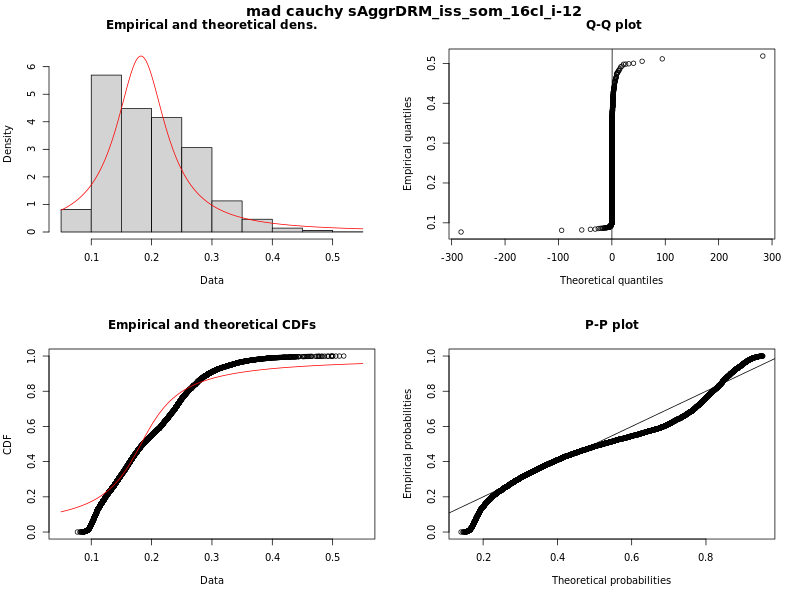 mad cauchy sAggrDRM_iss_som_16cl_i-12
Empirical and theoretical dens.
Density
0 1 2 3 4 5 6
0.1 0.2 0.3 0.4 0.5
Data
Q-Q plot
Empirical quantiles
0.1 0.2 0.3 0.4 0.5
-300 -200 -100 0 100 200 300
Theoretical quantiles
Empirical and theoretical CDFs
CDF
0.0 0.2 0.4 0.6 0.8 1.0
0.1 0.2 0.3 0.4 0.5
Data
P-P plot
Empirical probabilities
0.0 0.2 0.4 0.6 0.8 1.0
0.2 0.4 0.6 0.8
Theoretical probabilities